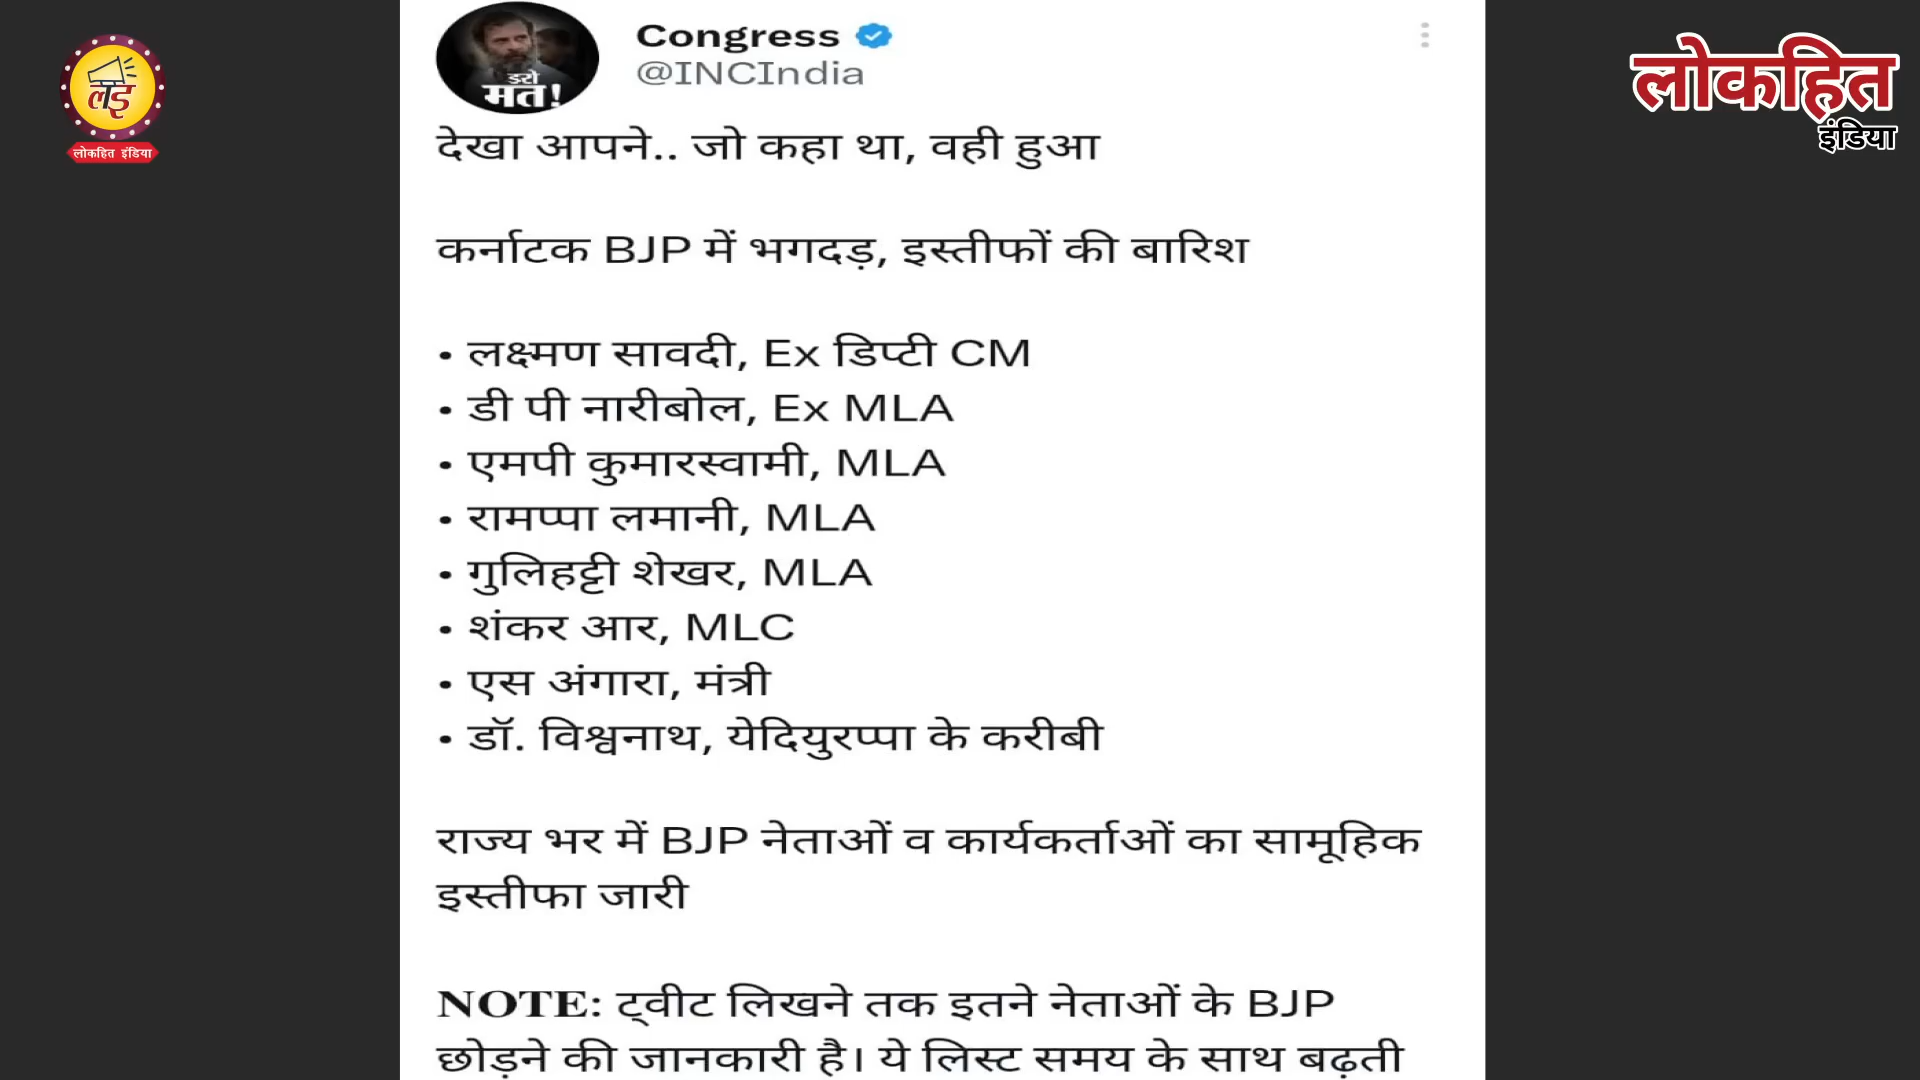 Congress
@INCIndia
डरो
मत!
लइ
लोकहित इंडिया
लोकहित
इंडिया
देखा आपने.. जो कहा था, वही हुआ
कर्नाटक BJP में भगदड़, इस्तीफों की बारिश
• लक्ष्मण सावदी, Ex डिप्टी CM
• डी पी नारीबोल, Ex MLA
• एमपी कुमारस्वामी, MLA
• रामप्पा लमानी, MLA
• गुलिहट्टी शेखर, MLA
• शंकर आर, MLC
• एस अंगारा, मंत्री
• डॉ. विश्वनाथ, येदियुरप्पा के करीबी
राज्य भर में BJP नेताओं व कार्यकर्ताओं का सामूहिक
इस्तीफा जारी
NOTE: ट्वीट लिखने तक इतने नेताओं के BJP
छोड़ने की जानकारी है। ये लिस्ट समय के साथ बढ़ती